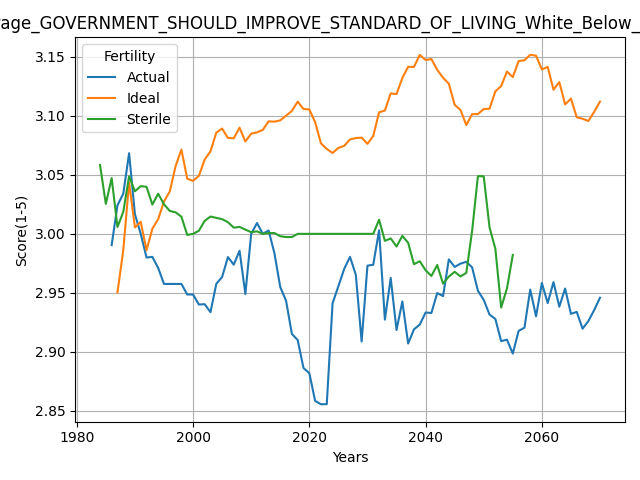 rage_GOVERNMENT_SHOULD_IMPROVE_STANDARD_OF_LIVING_White_Below_
Fertility
Actual
Ideal
Sterile
Score(1-5)
3.15
3.10
3.05
3.00
2.95
2.90
2.85
1980
2000
2020
2040
2060
Years